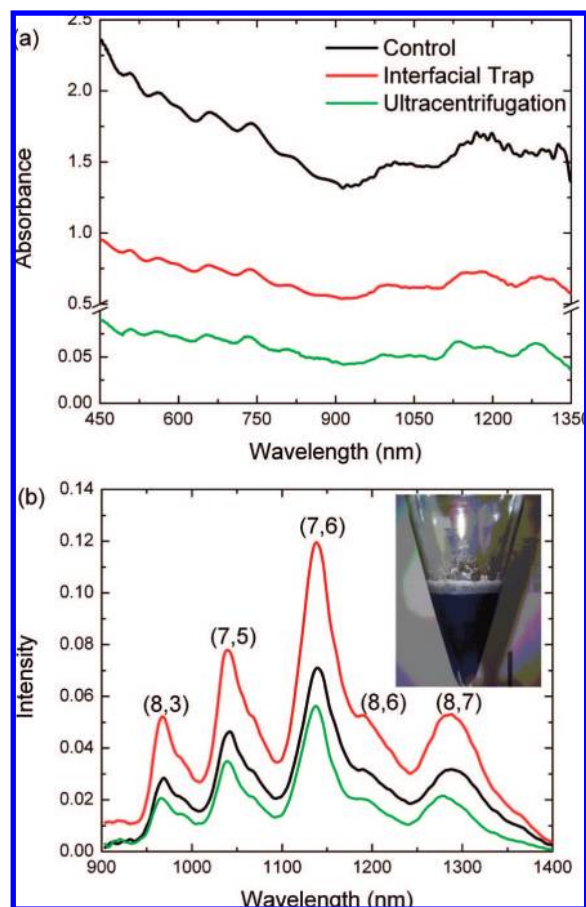 (a)
2.5
2.0
1.5
1.0
0.5
0.05
0.00
Absorbance
Control
Interfacial Trap
Ultracentrifugation
450 600 750 900 1050 1200 1350
Wavelength (nm)
(b)
0.14
0.12
0.10
0.08
0.06
0.04
0.02
0.00
Intensity
(8,3)
(7,5)
(7,6)
(8,6)
(8,7)
900 1000 1100 1200 1300 1400
Wavelength (nm)